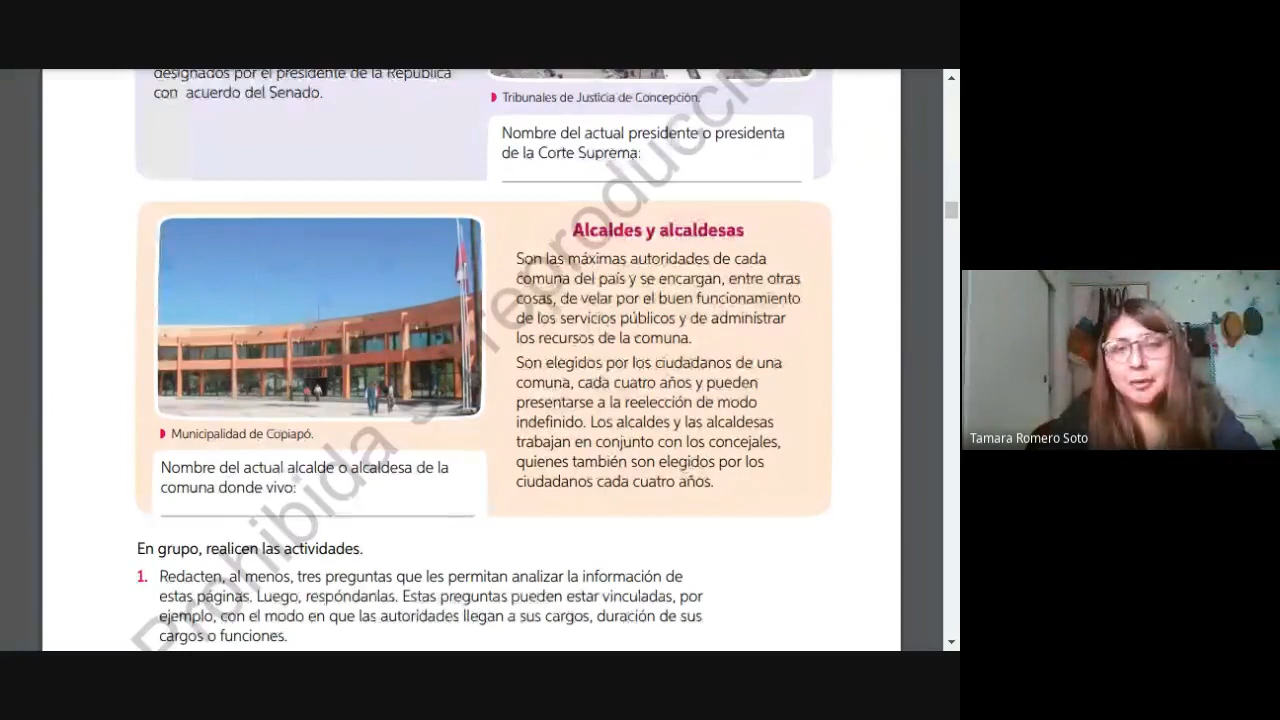 designados por el presidente de la República
con acuerdo del Senado.
Tribunales de Justicia de Concepción.
Nombre del actual presidente o presidenta
de la Corte Suprema:
Alcaldes y alcaldesas
Son las máximas autoridades de cada
comuna del país y se encargan, entre otras
cosas, de velar por el buen funcionamiento
de los servicios públicos y de administrar
los recursos de la comuna.
Son elegidos por los ciudadanos de una
comuna, cada cuatro años y pueden
presentarse a la reelección de modo
indefinido. Los alcaldes y las alcaldesas
trabajan en conjunto con los concejales,
quienes también son elegidos por los
ciudadanos cada cuatro años.
Municipalidad de Copiapó.
Nombre del actual alcalde o alcaldesa de la
comuna donde vivo:
En grupo, realicen las actividades.
1. Redacten, al menos, tres preguntas que les permitan analizar la información de
estas páginas. Luego, respóndanlas. Estas preguntas pueden estar vinculadas, por
ejemplo, con el modo en que las autoridades llegan a sus cargos, duración de sus
cargos o funciones.
Prohibida su reproducción
Tamara Romero Soto